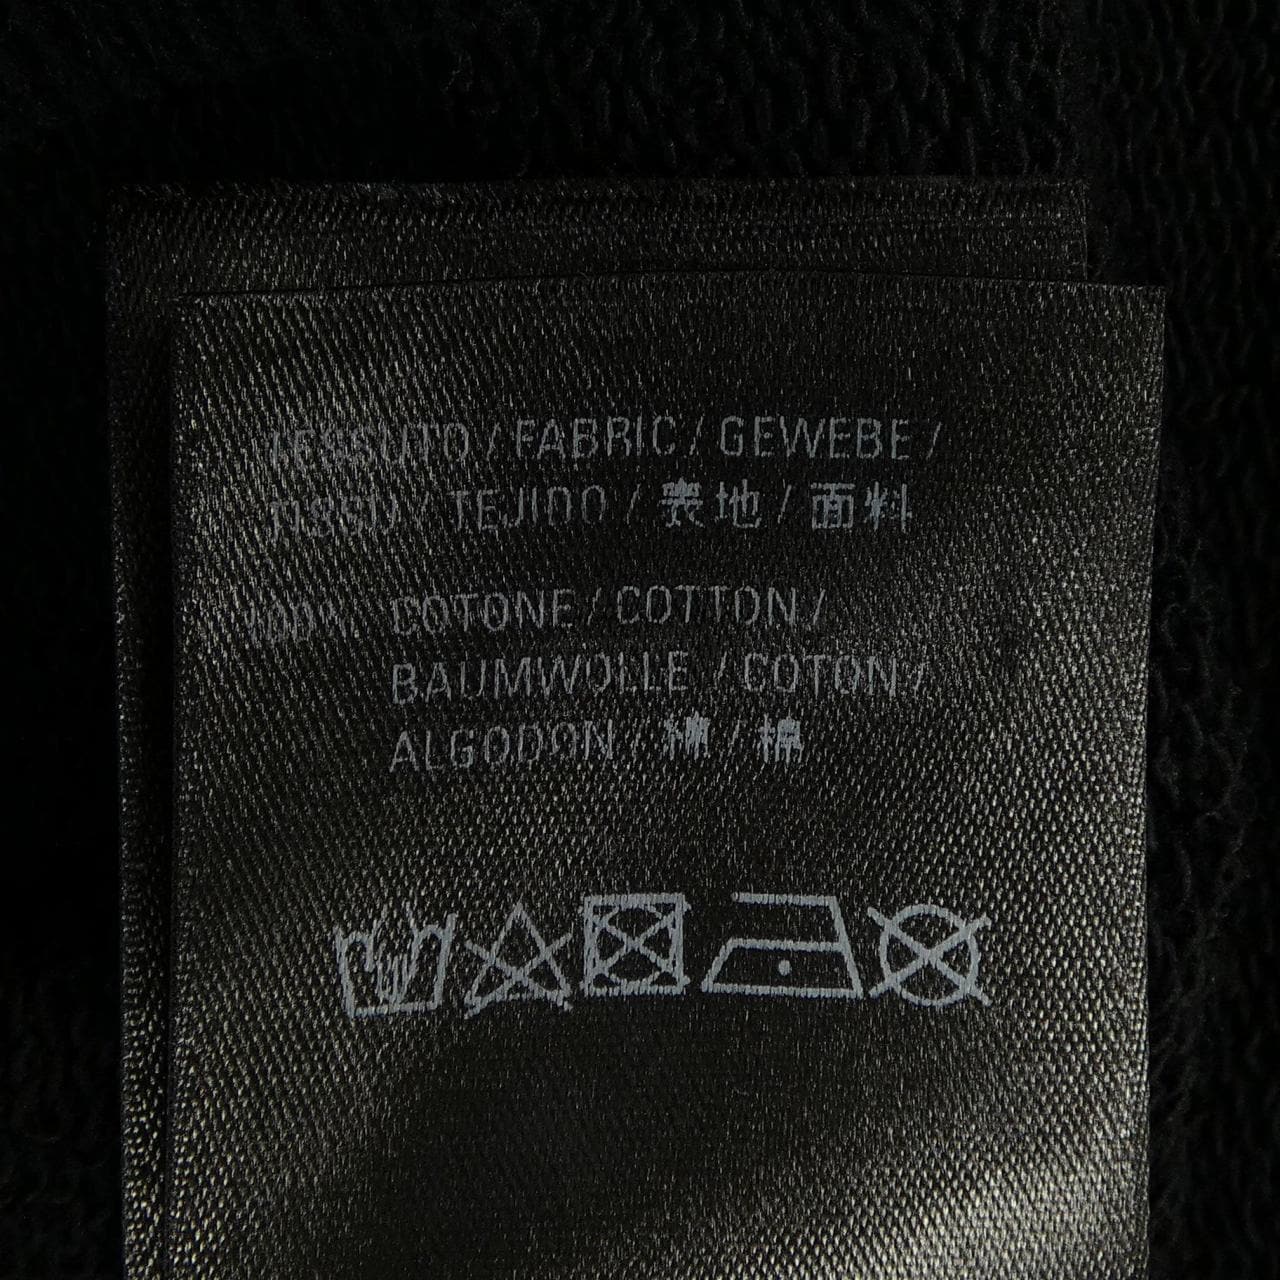 TESSUTO / FABRIC / GEWEBE /
TISSU / TEJIDO / 表地 / 面料
100% COTONE / COTTON /
BAUMWOLLE / COTON /
ALGODON / 綿 / 棉